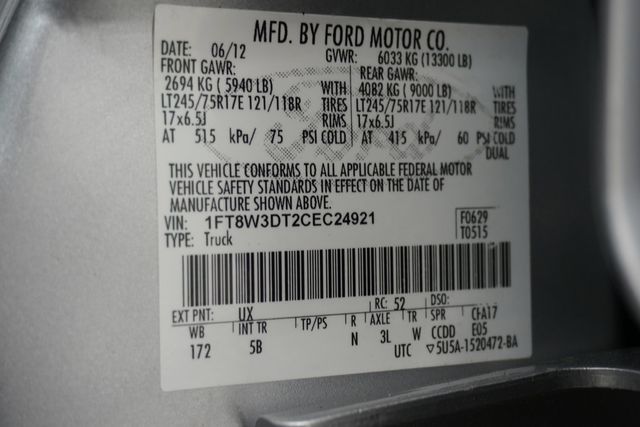 MFD. BY FORD MOTOR CO.
DATE: 06/12 GVWR: 6033 KG (13300 LB)
FRONT GAWR: REAR GAWR:
2694 KG ( 5940 LB) WITH 4082 KG ( 9000 LB) WITH
LT245/75R17E 121/118R TIRES LT245/75R17E 121/118R TIRES
17x6.5J RIMS 17x6.5J RIMS
AT 515 kPa/ 75 PSI COLD AT 415 kPa/ 60 PSI COLD
DUAL
THIS VEHICLE CONFORMS TO ALL APPLICABLE FEDERAL MOTOR
VEHICLE SAFETY STANDARDS IN EFFECT ON THE DATE OF
MANUFACTURE SHOWN ABOVE.
VIN: 1FT8W3DT2CEC24921 F0629
TYPE: Truck T0515
EXT PNT: UX RC: 52 DSO:
WB INT TR TP/PS R AXLE TR SPR CFA17
172 5B N 3L W CCDD E05
UTC ▽5U5A-1520472-BA